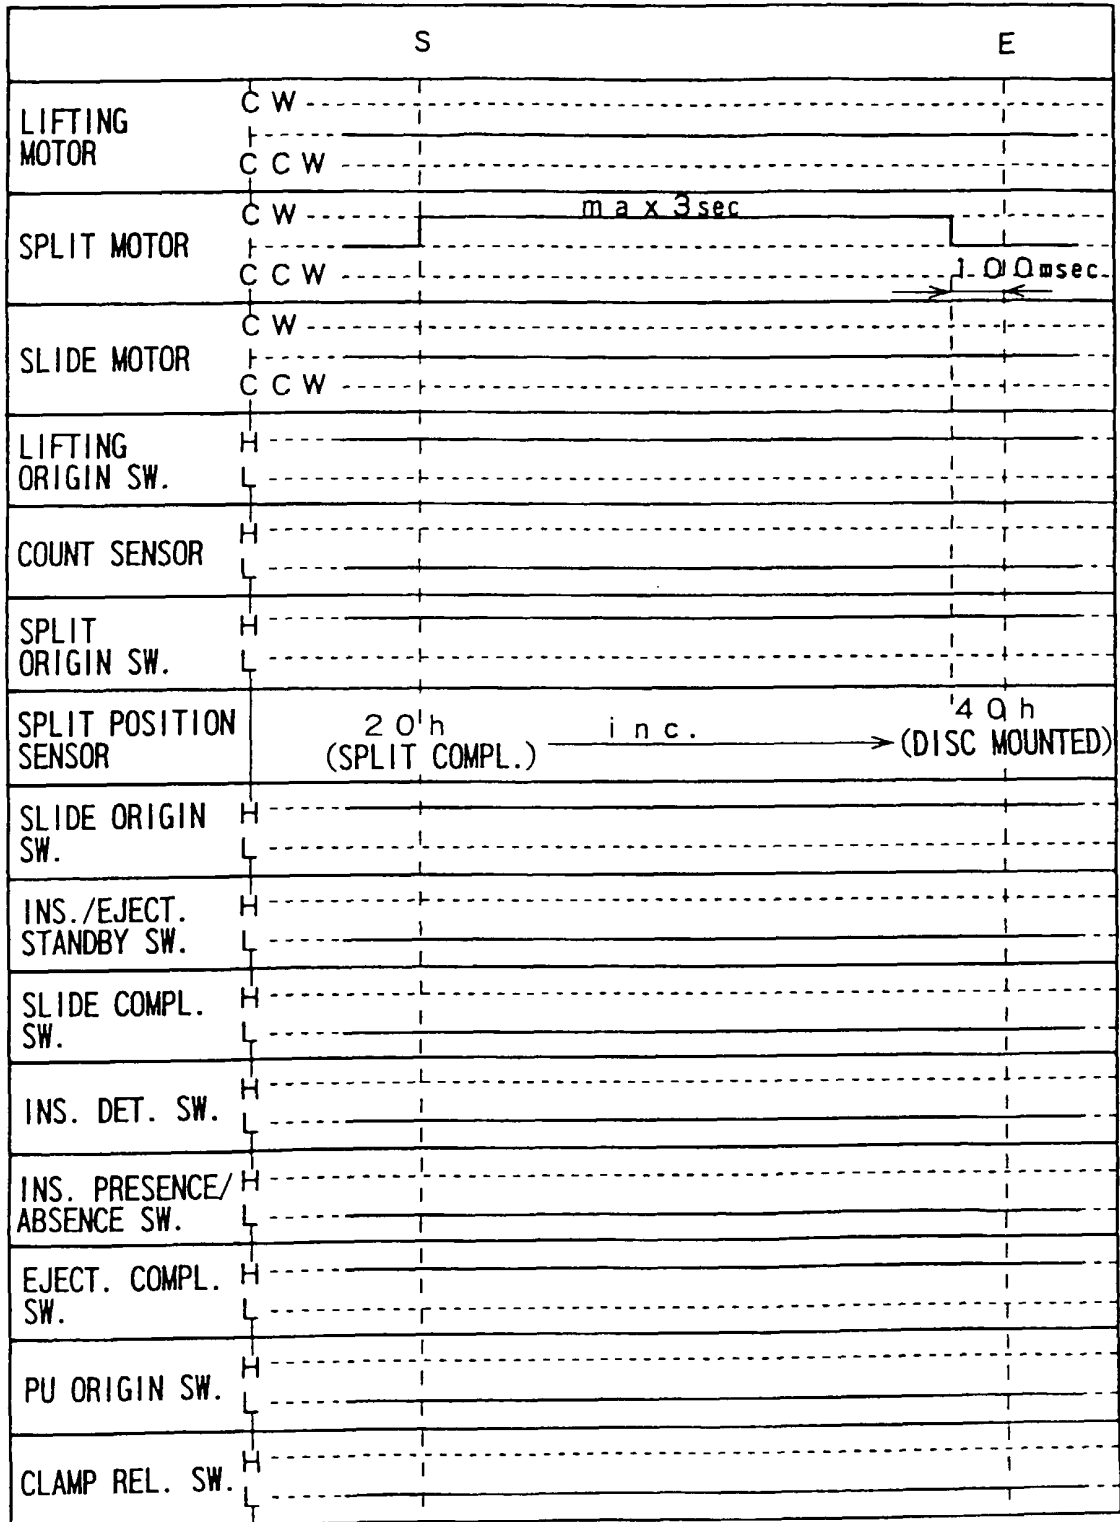 S E
LIFTING MOTOR CW
CCW
SPLIT MOTOR CW max 3sec
CCW 100msec
SLIDE MOTOR CW
CCW
LIFTING ORIGIN SW. H
L
COUNT SENSOR H
L
SPLIT ORIGIN SW. H
L
SPLIT POSITION SENSOR 20h (SPLIT COMPL.) inc. 40h (DISC MOUNTED)
SLIDE ORIGIN SW. H
L
INS./EJECT. STANDBY SW. H
L
SLIDE COMPL. SW. H
L
INS. DET. SW. H
L
INS. PRESENCE/ABSENCE SW. H
L
EJECT. COMPL. SW. H
L
PU ORIGIN SW. H
L
CLAMP REL. SW. H
L